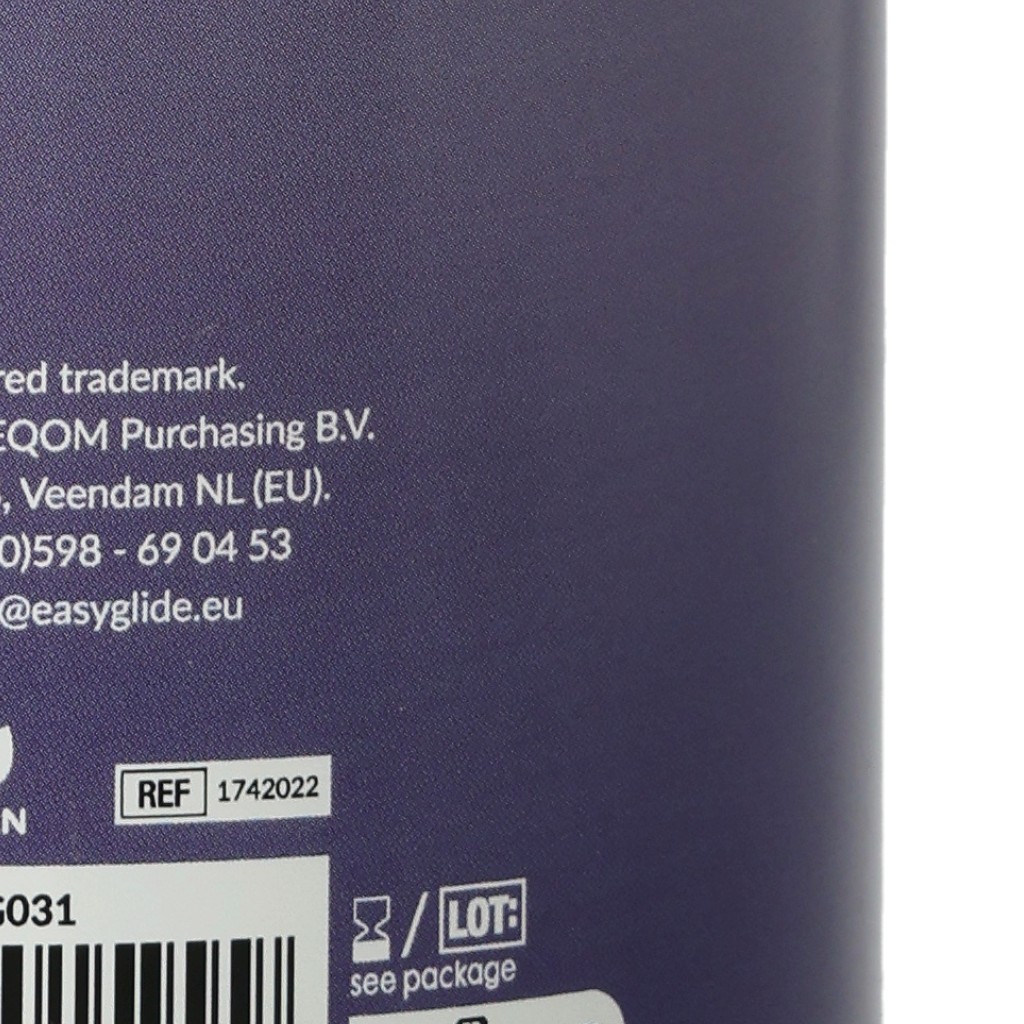 trademark.
EQOM Purchasing B.V.
, Veendam NL (EU).
0)598 - 69 04 53
@easyglide.eu
N
REF 1742022
G031
/ LOT:
see package